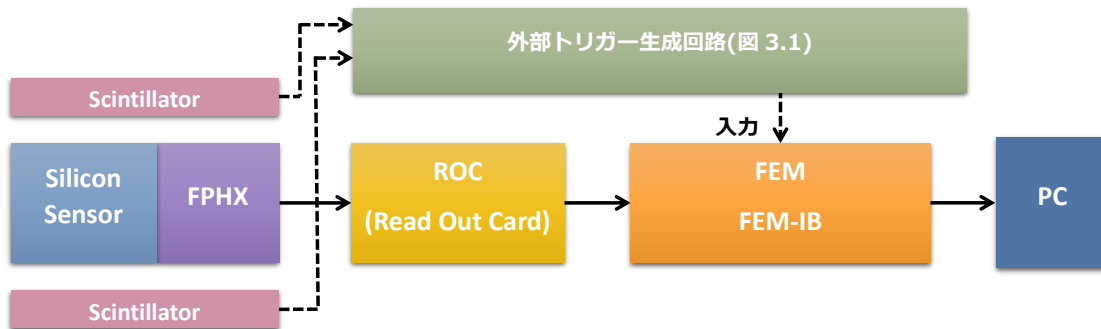 外部トリガー生成回路(図 3.1)
Scintillator
入力
Silicon
Sensor
FPHX
ROC
(Read Out Card)
FEM
FEM-IB
PC
Scintillator